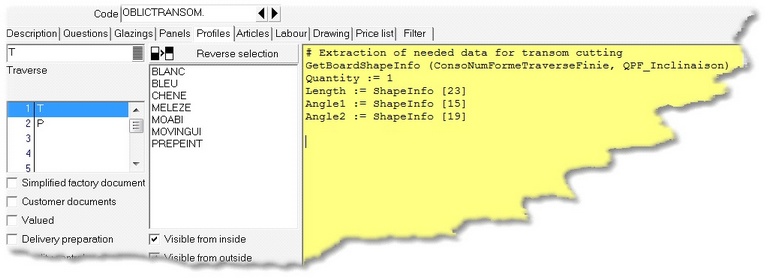 Code OBLICTRANSOM.
Description Questions Glazings Panels Profiles Articles Labour Drawing Price list Filter
T
Reverse selection
Traverse
1 T
2 P
3
4
5
BLANC
BLEU
CHENE
MELEZE
MOABI
MOVINGUI
PREPEINT
# Extraction of needed data for transom cutting
GetBoardShapeInfo (ConsoNumFormeTraverseFinie, QPF_Inclinaison)
Quantity := 1
Length := ShapeInfo [23]
Angle1 := ShapeInfo [15]
Angle2 := ShapeInfo [19]
Simplified factory document
Customer documents
Valued
Delivery preparation
Visible from inside
Visible from outside